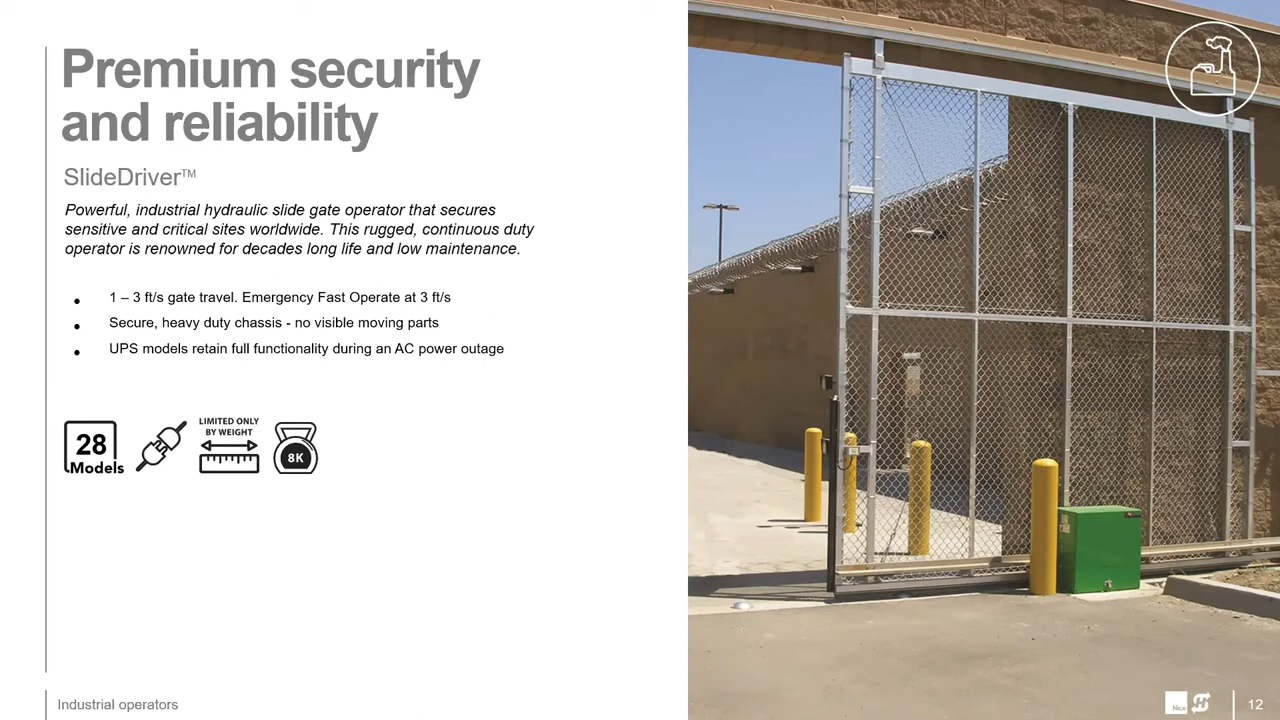 Premium security
and reliability
SlideDriver™
Powerful, industrial hydraulic slide gate operator that secures
sensitive and critical sites worldwide. This rugged, continuous duty
operator is renowned for decades long life and low maintenance.
• 1 – 3 ft/s gate travel. Emergency Fast Operate at 3 ft/s
• Secure, heavy duty chassis - no visible moving parts
• UPS models retain full functionality during an AC power outage
28
Models
LIMITED ONLY
BY WEIGHT
8K
Industrial operators
Nice
12